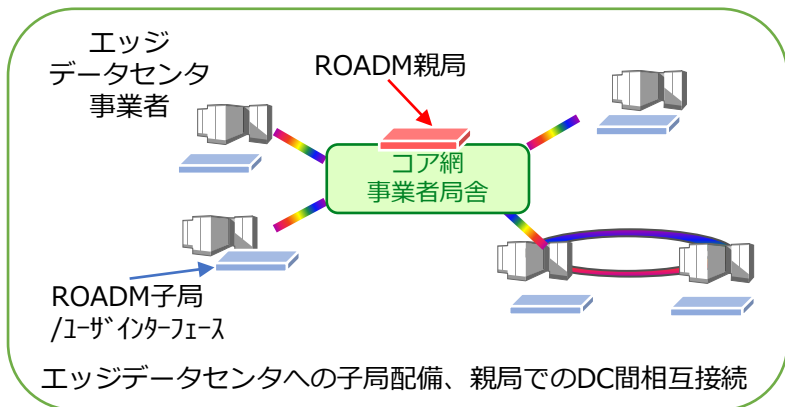 エッジ
データセンタ
事業者
ROADM親局
コア網
事業者局舎
ROADM子局
/ﾕｰｻﾞｲﾝﾀｰﾌｪｰｽ
エッジデータセンタへの子局配備、親局でのDC間相互接続